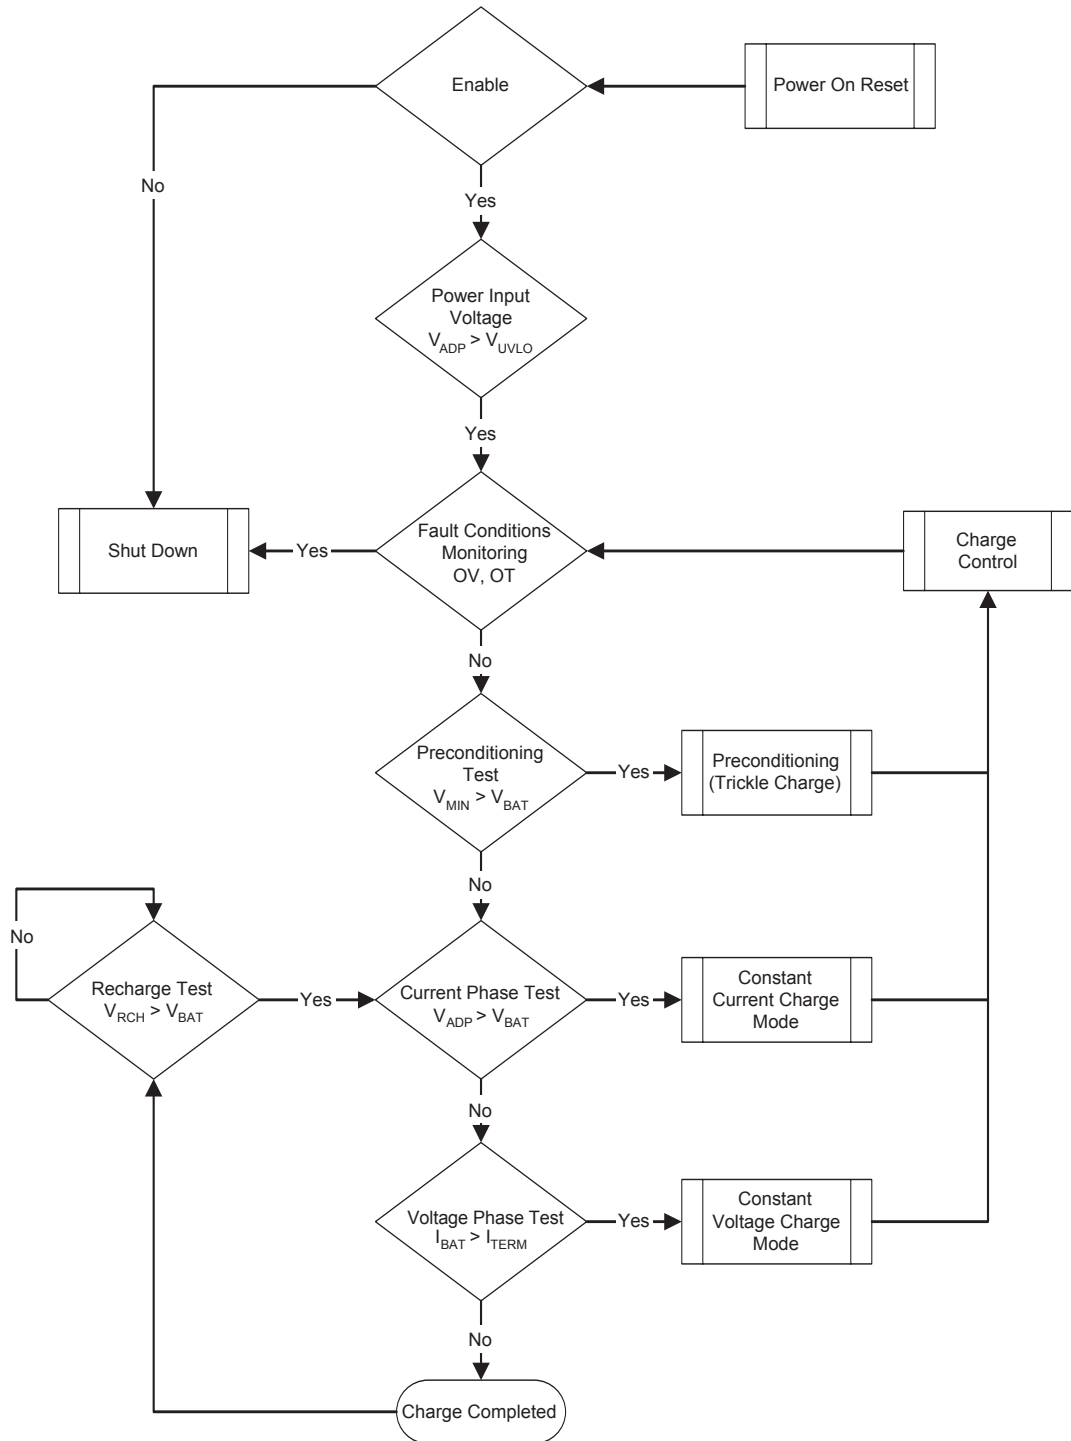 Enable
Power On Reset
No
Yes
Power Input
Voltage
V_ADP > V_UVLO
Yes
Shut Down
Yes
Fault Conditions
Monitoring
OV, OT
Charge
Control
No
Preconditioning
Test
V_MIN > V_BAT
Yes
Preconditioning
(Trickle Charge)
No
No
Recharge Test
V_RCH > V_BAT
Yes
Current Phase Test
V_ADP > V_BAT
Yes
Constant
Current Charge
Mode
No
Voltage Phase Test
I_BAT > I_TERM
Yes
Constant
Voltage Charge
Mode
No
Charge Completed